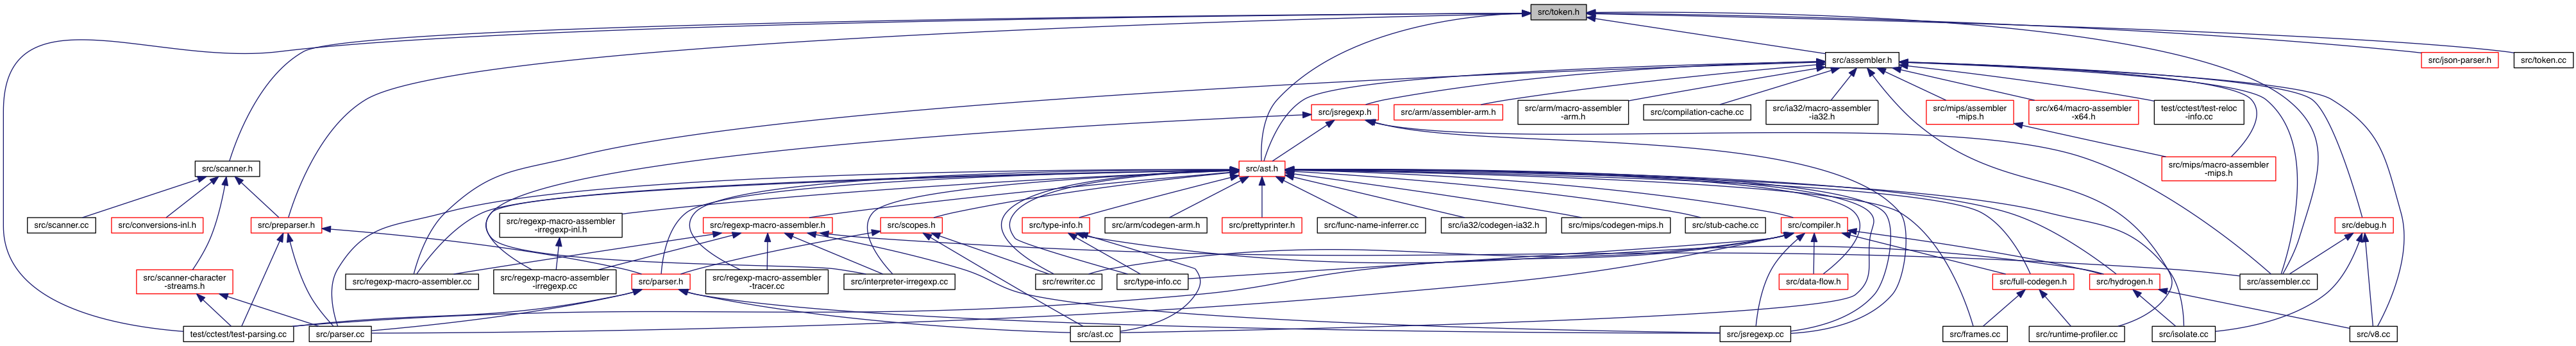 src/token.h
src/assembler.h
src/json-parser.h
src/token.cc
src/jsregexp.h
src/arm/assembler-arm.h
src/arm/macro-assembler
-arm.h
src/compilation-cache.cc
src/ia32/macro-assembler
-ia32.h
src/mips/assembler
-mips.h
src/x64/macro-assembler
-x64.h
test/cctest/test-reloc
-info.cc
src/scanner.h
src/ast.h
src/mips/macro-assembler
-mips.h
src/scanner.cc
src/conversions-inl.h
src/preparser.h
src/regexp-macro-assembler
-irregexp-inl.h
src/regexp-macro-assembler.h
src/scopes.h
src/type-info.h
src/arm/codegen-arm.h
src/prettyprinter.h
src/func-name-inferrer.cc
src/ia32/codegen-ia32.h
src/mips/codegen-mips.h
src/stub-cache.cc
src/compiler.h
src/debug.h
src/scanner-character
-streams.h
src/regexp-macro-assembler.cc
src/regexp-macro-assembler
-irregexp.cc
src/parser.h
src/regexp-macro-assembler
-tracer.cc
src/interpreter-irregexp.cc
src/rewriter.cc
src/type-info.cc
src/data-flow.h
src/full-codegen.h
src/hydrogen.h
src/assembler.cc
test/cctest/test-parsing.cc
src/parser.cc
src/ast.cc
src/jsregexp.cc
src/frames.cc
src/runtime-profiler.cc
src/isolate.cc
src/v8.cc